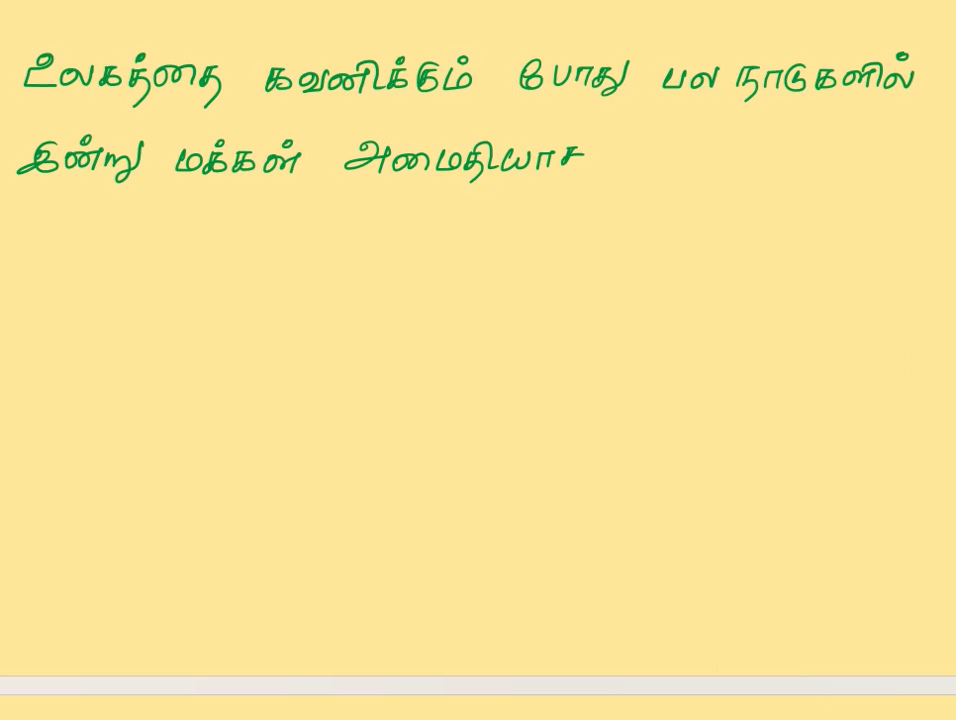 உலகத்தை கவனிக்கும் போது பல நாடுகளில்
இன்று மக்கள் அமைதியாச